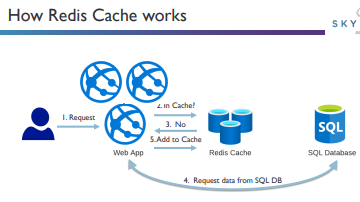 How Redis Cache works
SKY
1. Request
2. In Cache?
3. No
5.Add to Cache
Web App
Redis Cache
SQL
SQL Database
4. Request data from SQL DB